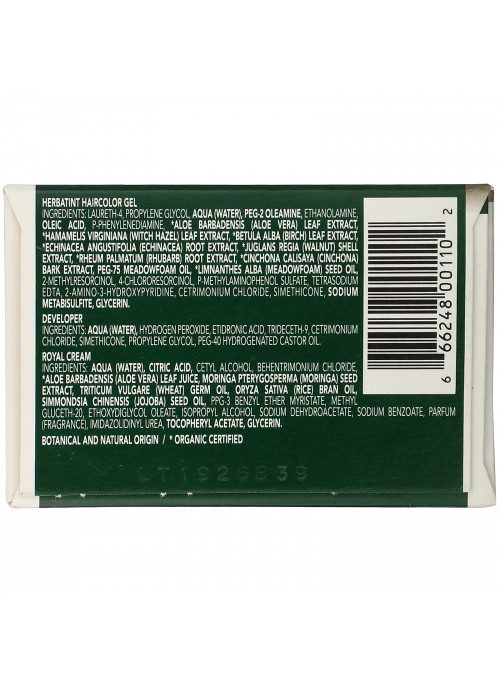 HERBATINT HAIRCOLOR GEL
INGREDIENTS: LAURETH-4, PROPYLENE GLYCOL, AQUA (WATER), PEG-2 OLEAMINE, ETHANOLAMINE,
OLEIC ACID, P-PHENYLENEDIAMINE, *ALOE BARBADENSIS (ALOE VERA) LEAF EXTRACT,
*HAMAMELIS VIRGINIANA (WITCH HAZEL) LEAF EXTRACT, *BETULA ALBA (BIRCH) LEAF EXTRACT,
*ECHINACEA ANGUSTIFOLIA (ECHINACEA) ROOT EXTRACT, *JUGLANS REGIA (WALNUT) SHELL
EXTRACT, *RHEUM PALMATUM (RHUBARB) ROOT EXTRACT, *CINCHONA CALISAYA (CINCHONA)
BARK EXTRACT, PEG-75 MEADOWFOAM OIL, *LIMNANTHES ALBA (MEADOWFOAM) SEED OIL,
2-METHYLRESORCINOL, 4-CHLORORESORCINOL, P-METHYLAMINOPHENOL SULFATE, TETRASODIUM
EDTA, 2-AMINO-3-HYDROXYPYRIDINE, CETRIMONIUM CHLORIDE, SIMETHICONE, SODIUM
METABISULFITE, GLYCERIN.
DEVELOPER
INGREDIENTS: AQUA (WATER), HYDROGEN PEROXIDE, ETIDRONIC ACID, TRIDECETH-9, CETRIMONIUM
CHLORIDE, SIMETHICONE, PROPYLENE GLYCOL, PEG-40 HYDROGENATED CASTOR OIL.
ROYAL CREAM
INGREDIENTS: AQUA (WATER), CITRIC ACID, CETYL ALCOHOL, BEHENTRIMONIUM CHLORIDE,
*ALOE BARBADENSIS (ALOE VERA) LEAF JUICE, MORINGA PTERYGOSPERMA (MORINGA) SEED
EXTRACT, TRITICUM VULGARE (WHEAT) GERM OIL, ORYZA SATIVA (RICE) BRAN OIL,
SIMMONDSIA CHINENSIS (JOJOBA) SEED OIL, PPG-3 BENZYL ETHER MYRISTATE, METHYL
GLUCETH-20, ETHOXYDIGLYCOL OLEATE, ISOPROPYL ALCOHOL, SODIUM DEHYDROACETATE, SODIUM BENZOATE, PARFUM
(FRAGRANCE), IMIDAZOLIDINYL UREA, TOCOPHERYL ACETATE, GLYCERIN.
BOTANICAL AND NATURAL ORIGIN / * ORGANIC CERTIFIED
LT1926639
6 66248 00110 2